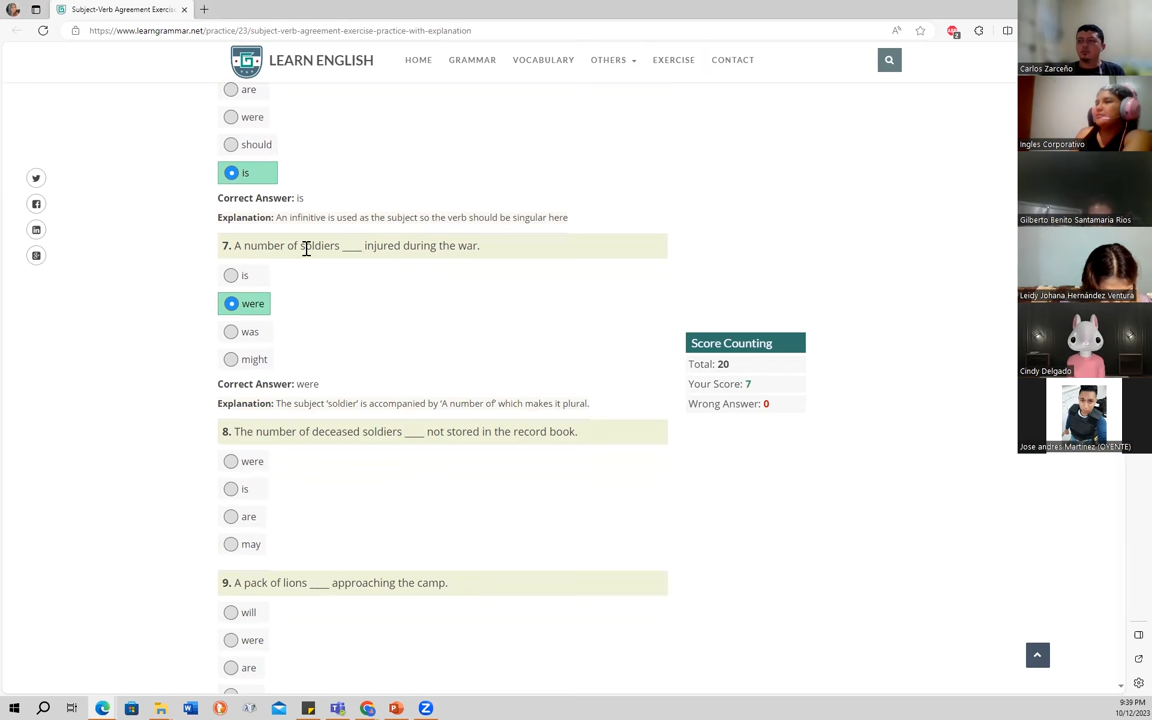 Subject-Verb Agreement Exercis
https://www.learngrammar.net/practice/23/subject-verb-agreement-exercise-practice-with-explanation
LEARN ENGLISH
HOME GRAMMAR VOCABULARY OTHERS EXERCISE CONTACT
are
were
should
is
Correct Answer: is
Explanation: An infinitive is used as the subject so the verb should be singular here
7. A number of soldiers ____ injured during the war.
is
were
was
might
Correct Answer: were
Explanation: The subject ‘soldier’ is accompanied by ‘A number of’ which makes it plural.
8. The number of deceased soldiers ____ not stored in the record book.
were
is
are
may
9. A pack of lions ____ approaching the camp.
will
were
are
Score Counting
Total: 20
Your Score: 7
Wrong Answer: 0
Carlos Zarceño
Ingles Corporativo
Gilberto Benito Santamaria Rios
Leidy Johana Hernández Ventura
Cindy Delgado
Jose andres Martinez (OYENTE)
9:39 PM
10/12/2023